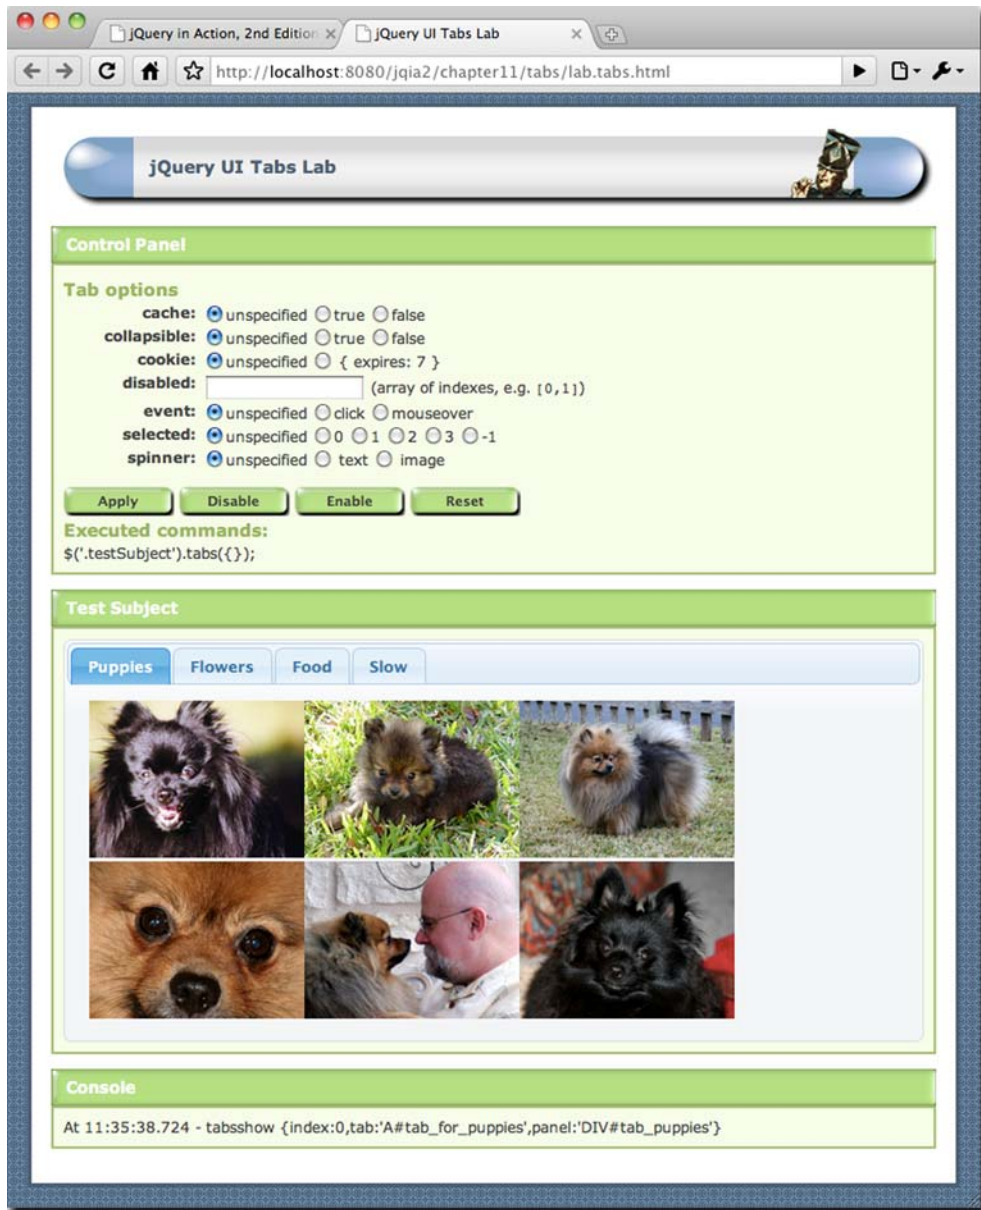 jQuery in Action, 2nd Edition
jQuery UI Tabs Lab
http://localhost:8080/jqia2/chapter11/tabs/lab.tabs.html
jQuery UI Tabs Lab
Control Panel
Tab options
cache: unspecified true false
collapsible: unspecified true false
cookie: unspecified { expires: 7 }
disabled: (array of indexes, e.g. [0,1])
event: unspecified click mouseover
selected: unspecified 0 1 2 3 -1
spinner: unspecified text image
Apply Disable Enable Reset
Executed commands:
$('.testSubject').tabs({});
Test Subject
Puppies Flowers Food Slow
Console
At 11:35:38.724 - tabsshow {index:0,tab:'A#tab_for_puppies',panel:'DIV#tab_puppies'}